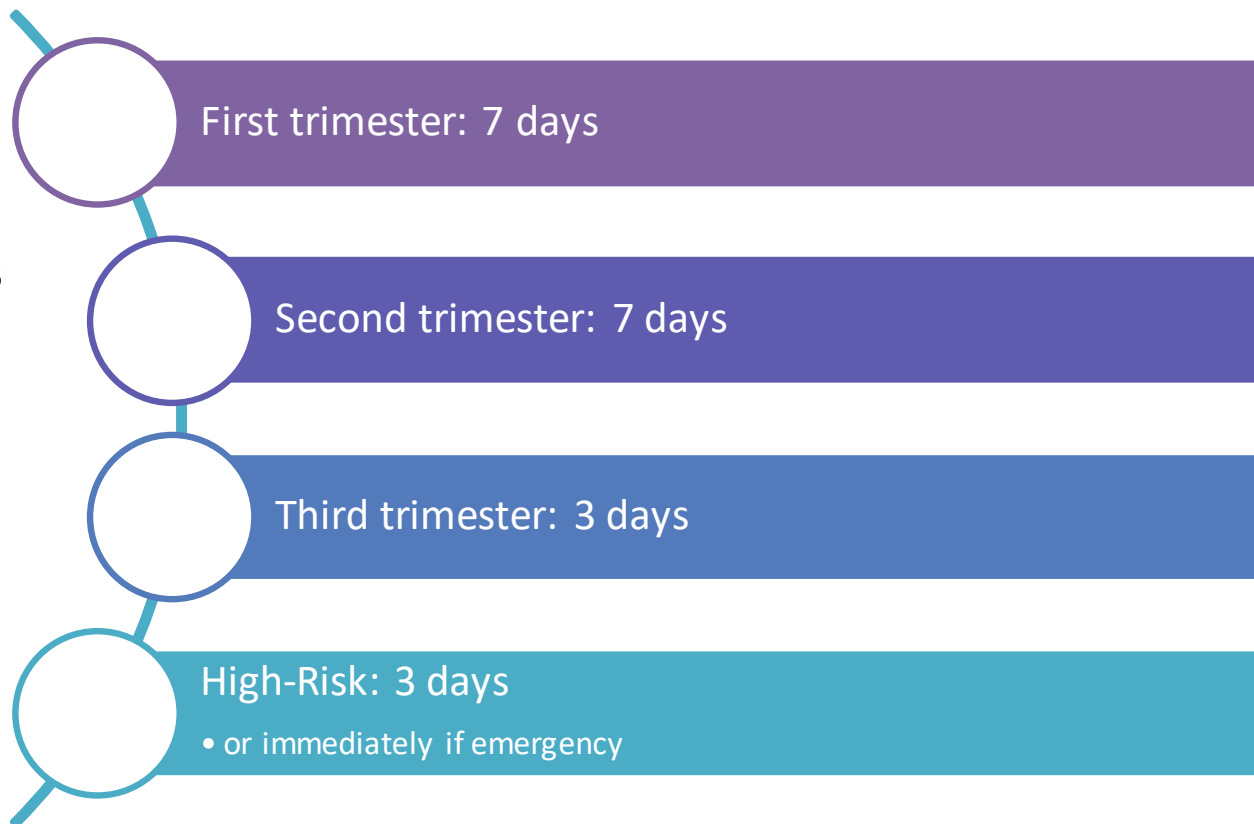 First trimester: 7 days
Second trimester: 7 days
Third trimester: 3 days
High-Risk: 3 days
• or immediately if emergency